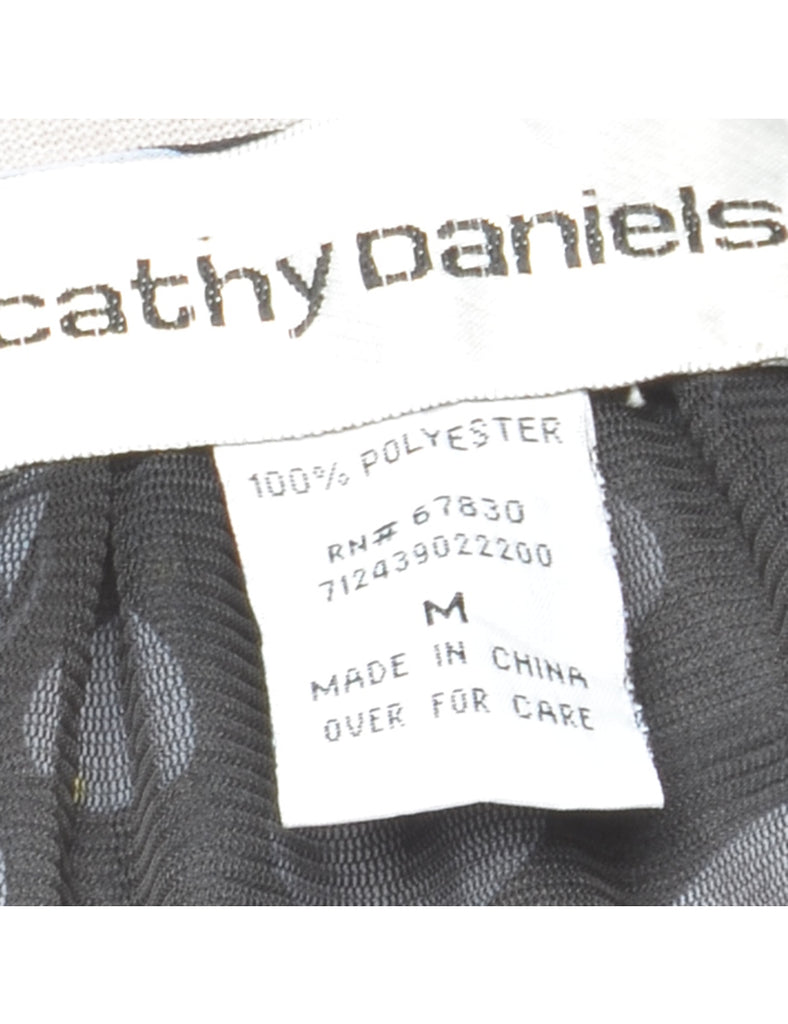 cathy Daniels
100% POLYESTER
RN# 67830
712439022200
M
MADE IN CHINA
OVER FOR CARE